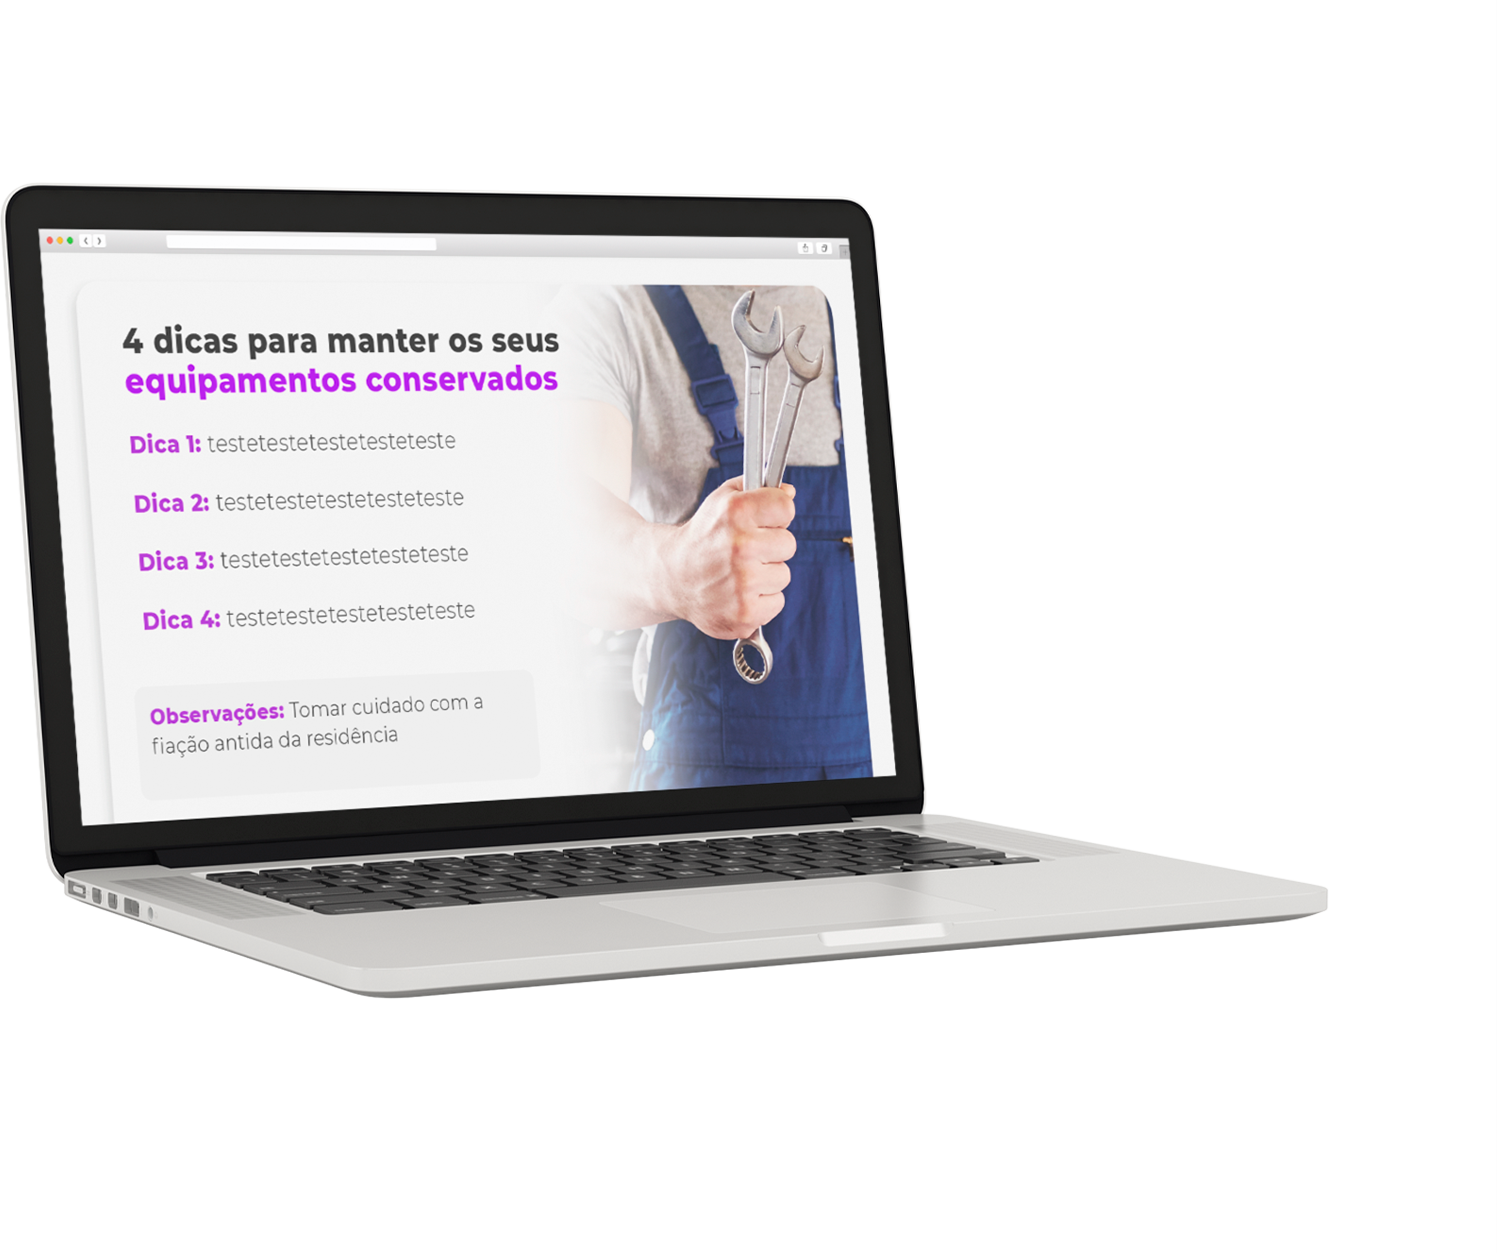 4 dicas para manter os seus
equipamentos conservados
Dica 1: testetestetestetesteteste
Dica 2: testetestetestetesteteste
Dica 3: testetestetestetesteteste
Dica 4: testetestetestetesteteste
Observações: Tomar cuidado com a
fiação antida da residência